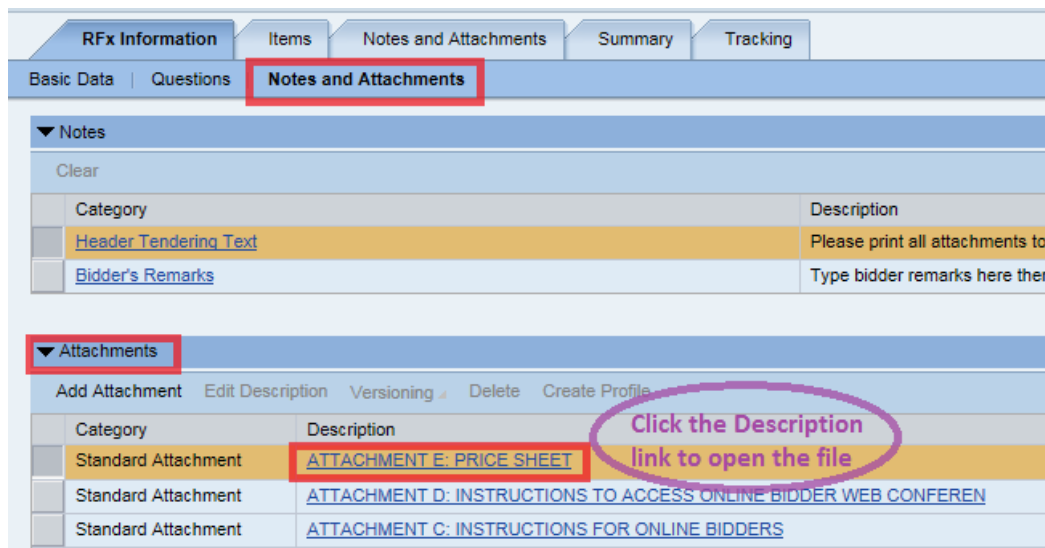 RFx Information Items Notes and Attachments Summary Tracking
Basic Data | Questions Notes and Attachments
Notes
Clear
Category Description
Header Tendering Text Please print all attachments to
Bidder's Remarks Type bidder remarks here ther
Attachments
Add Attachment Edit Description Versioning Delete Create Profile
Category Description
Click the Description
link to open the file
Standard Attachment ATTACHMENT E: PRICE SHEET
Standard Attachment ATTACHMENT D: INSTRUCTIONS TO ACCESS ONLINE BIDDER WEB CONFEREN
Standard Attachment ATTACHMENT C: INSTRUCTIONS FOR ONLINE BIDDERS